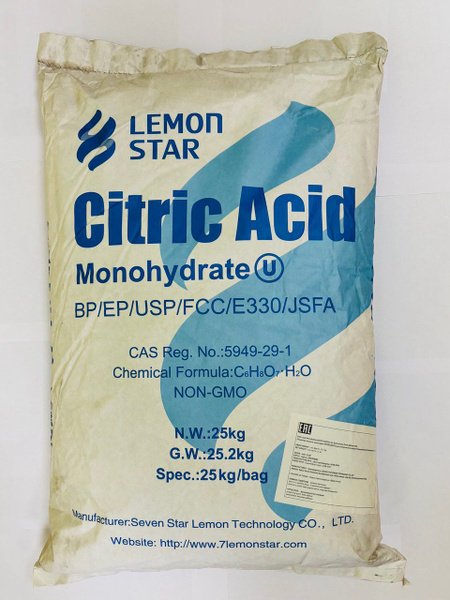 LEMON
STAR
Citric Acid
Monohydrate U
BP/EP/USP/FCC/E330/JSFA
CAS Reg. No.:5949-29-1
Chemical Formula:C₆H₈O₇·H₂O
NON-GMO
N.W.:25kg
G.W.:25.2kg
Spec.:25kg/bag
EAC
Manufacturer:Seven Star Lemon Technology CO., LTD.
Website: http://www.7lemonstar.com